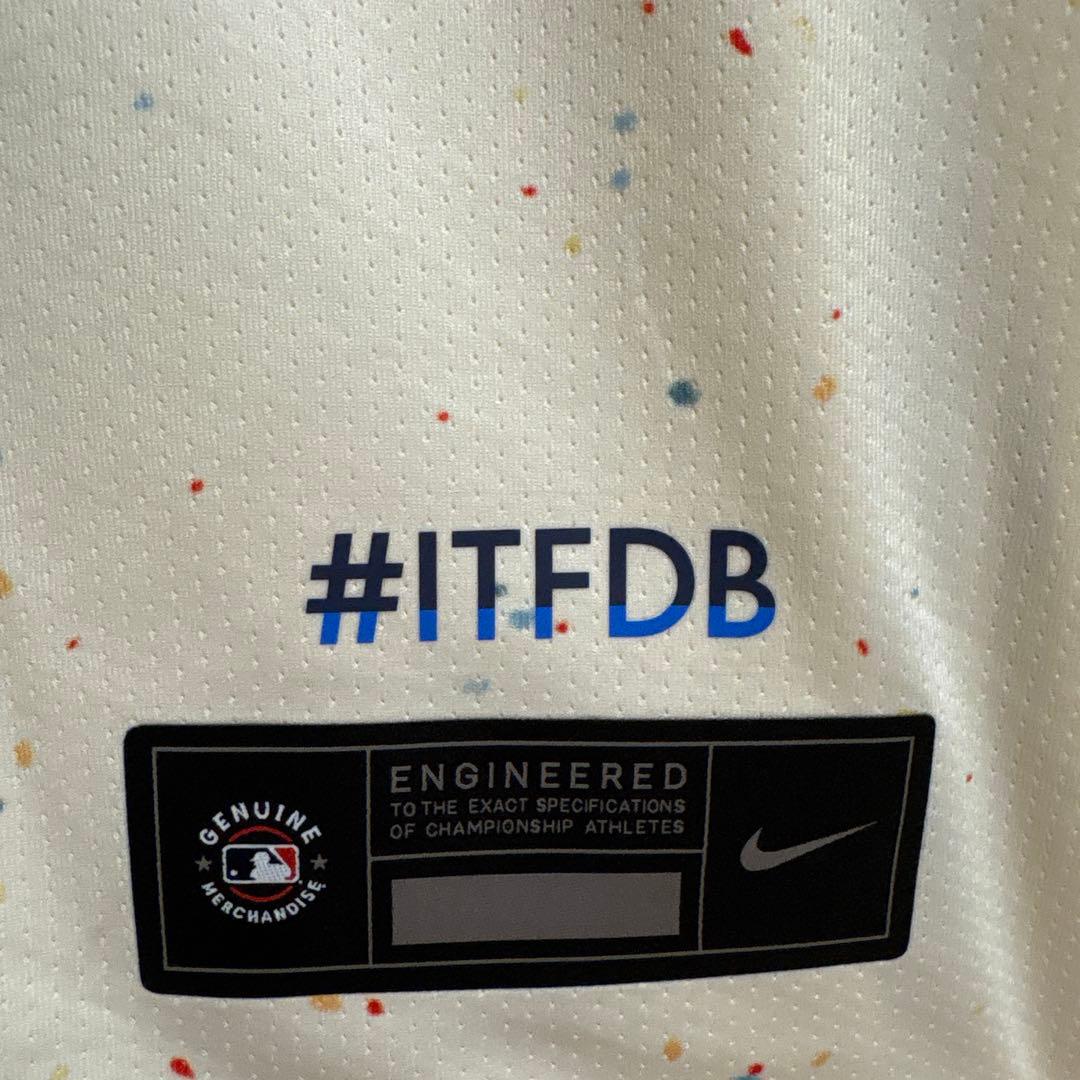 #ITFDB
ENGINEERED
TO THE EXACT SPECIFICATIONS
OF CHAMPIONSHIP ATHLETES
GENUINE
MERCHANDISE